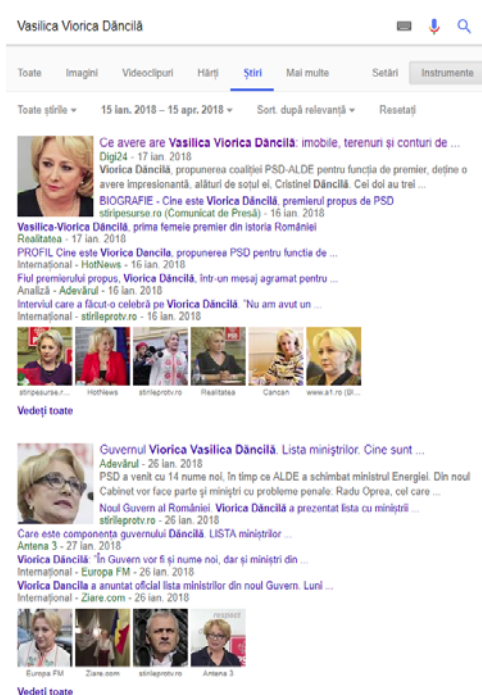 Vasilica Viorica Dăncilă
Toate Imagini Videoclipuri Hărți Știri Mai multe Setări Instrumente
Toate știrile 15 ian. 2018 – 15 apr. 2018 Sort. după relevanță Resetați
Ce avere are Vasilica Viorica Dăncilă: imobile, terenuri și conturi de ...
Digi24 - 17 ian. 2018
Viorica Dăncilă, propunerea coaliției PSD-ALDE pentru funcția de premier, deține o
avere impresionantă, alături de soțul ei, Cristinel Dăncilă. Cei doi au trei ...
BIOGRAFIE - Cine este Viorica Dăncilă, premierul propus de PSD
stiripesurse.ro (Comunicat de Presă) - 16 ian. 2018
Vasilica-Viorica Dăncilă, prima femeie premier din istoria României
Realitatea - 17 ian. 2018
PROFIL Cine este Viorica Dancila, propunerea PSD pentru functia de ...
Internațional - HotNews - 16 ian. 2018
Fiul premierului propus, Viorica Dăncilă, într-un mesaj agramat pentru ...
Analiză - Adevărul - 16 ian. 2018
Interviul care a făcut-o celebră pe Viorica Dăncilă. "Nu am avut un ...
Internațional - stirileprotv.ro - 16 ian. 2018
stiripesurse.r... HotNews stirileprotv.ro Realitatea Cancan www.a1.ro (Bl...
Vedeți toate
Guvernul Viorica Vasilica Dăncilă. Lista miniștrilor. Cine sunt ...
Adevărul - 26 ian. 2018
PSD a venit cu 14 nume noi, în timp ce ALDE a schimbat ministrul Energiei. Din noul
Cabinet vor face parte și miniștri cu probleme penale: Radu Oprea, cel care ...
Noul Guvern al României. Viorica Dăncilă a prezentat lista cu miniștrii ...
stirileprotv.ro - 26 ian. 2018
Care este componența guvernului Dăncilă. LISTA miniștrilor ...
Antena 3 - 27 ian. 2018
Viorica Dăncilă: "În Guvern vor fi și nume noi, dar și miniștri din ...
Internațional - Europa FM - 26 ian. 2018
Viorica Dancila a anuntat oficial lista ministrilor din noul Guvern. Luni ...
Internațional - Ziare.com - 26 ian. 2018
respect
Europa FM Ziare.com stirileprotv.ro Antena 3
Vedeți toate